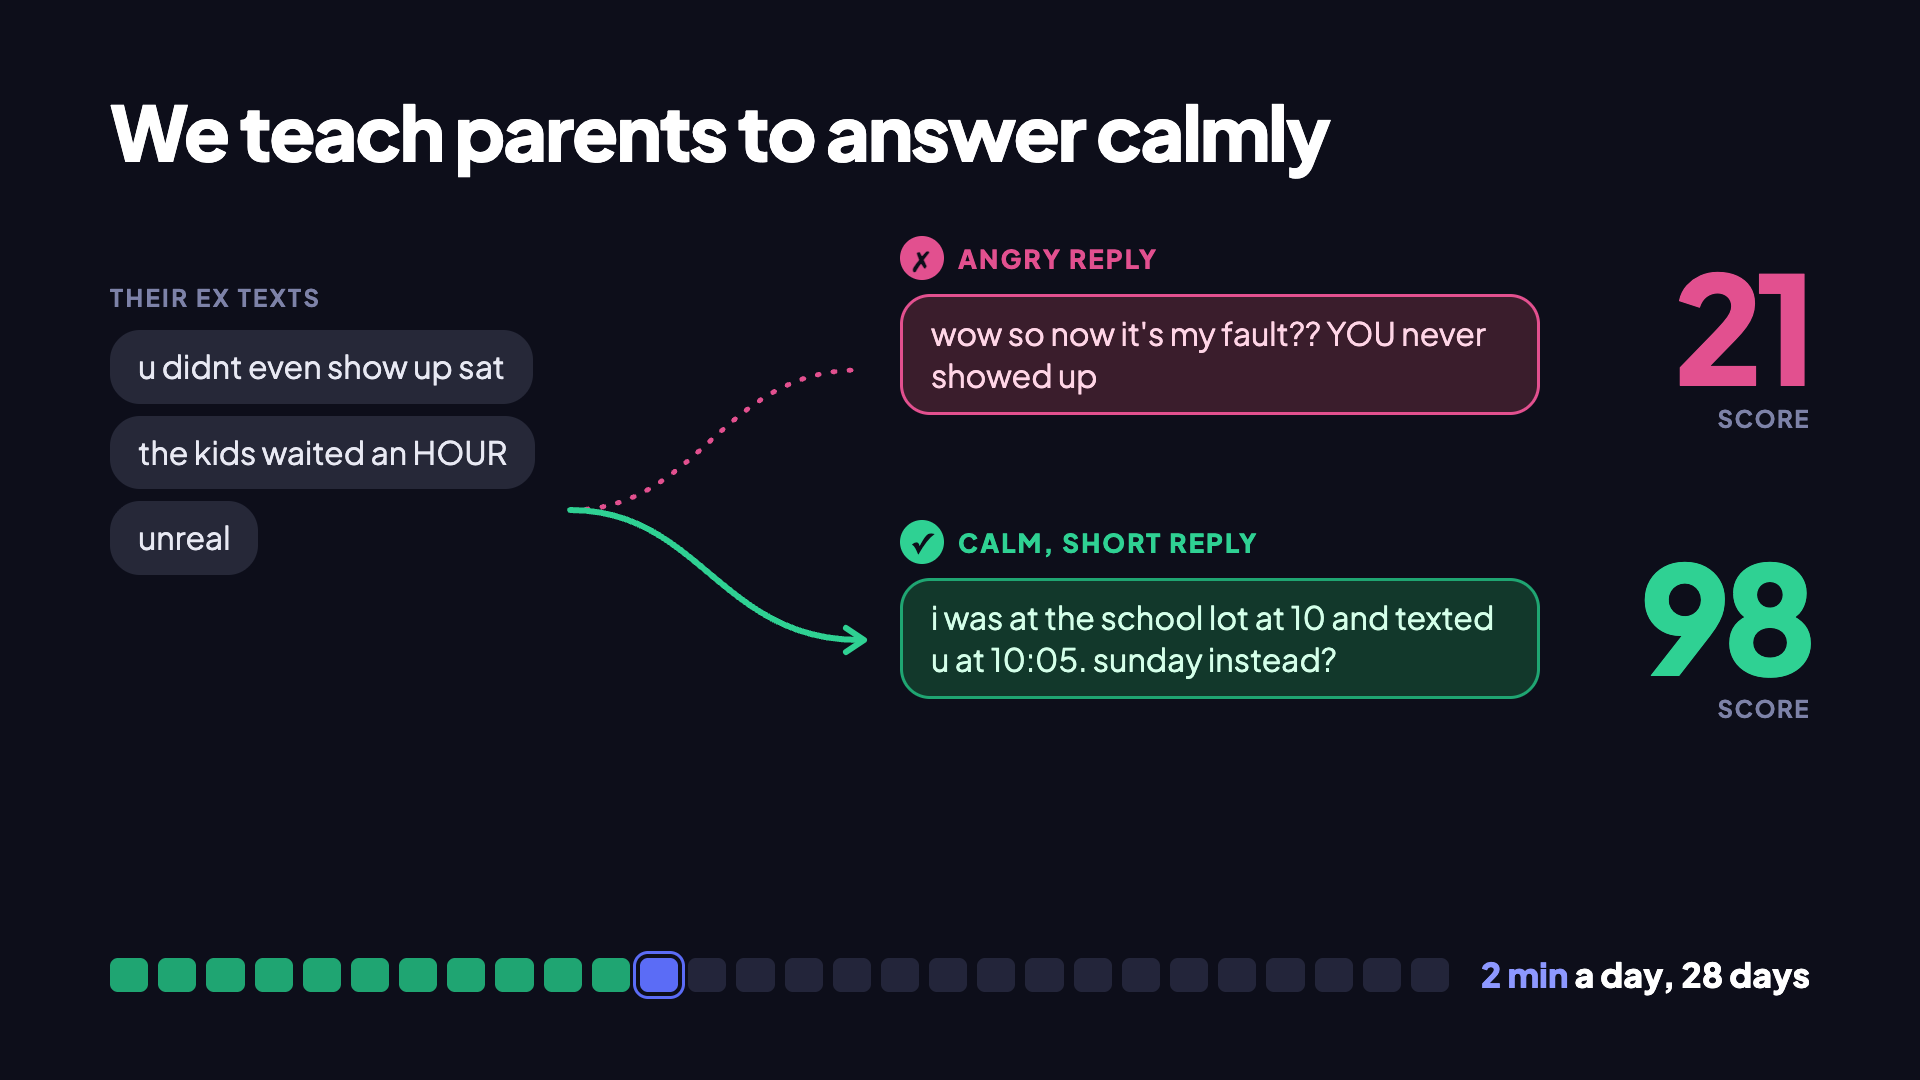 We teach parents to answer calmly
THEIR EX TEXTS
u didnt even show up sat
the kids waited an HOUR
unreal
✗ ANGRY REPLY
wow so now it's my fault?? YOU never
showed up
21
SCORE
✓ CALM, SHORT REPLY
i was at the school lot at 10 and texted
u at 10:05. sunday instead?
98
SCORE
2 min a day, 28 days